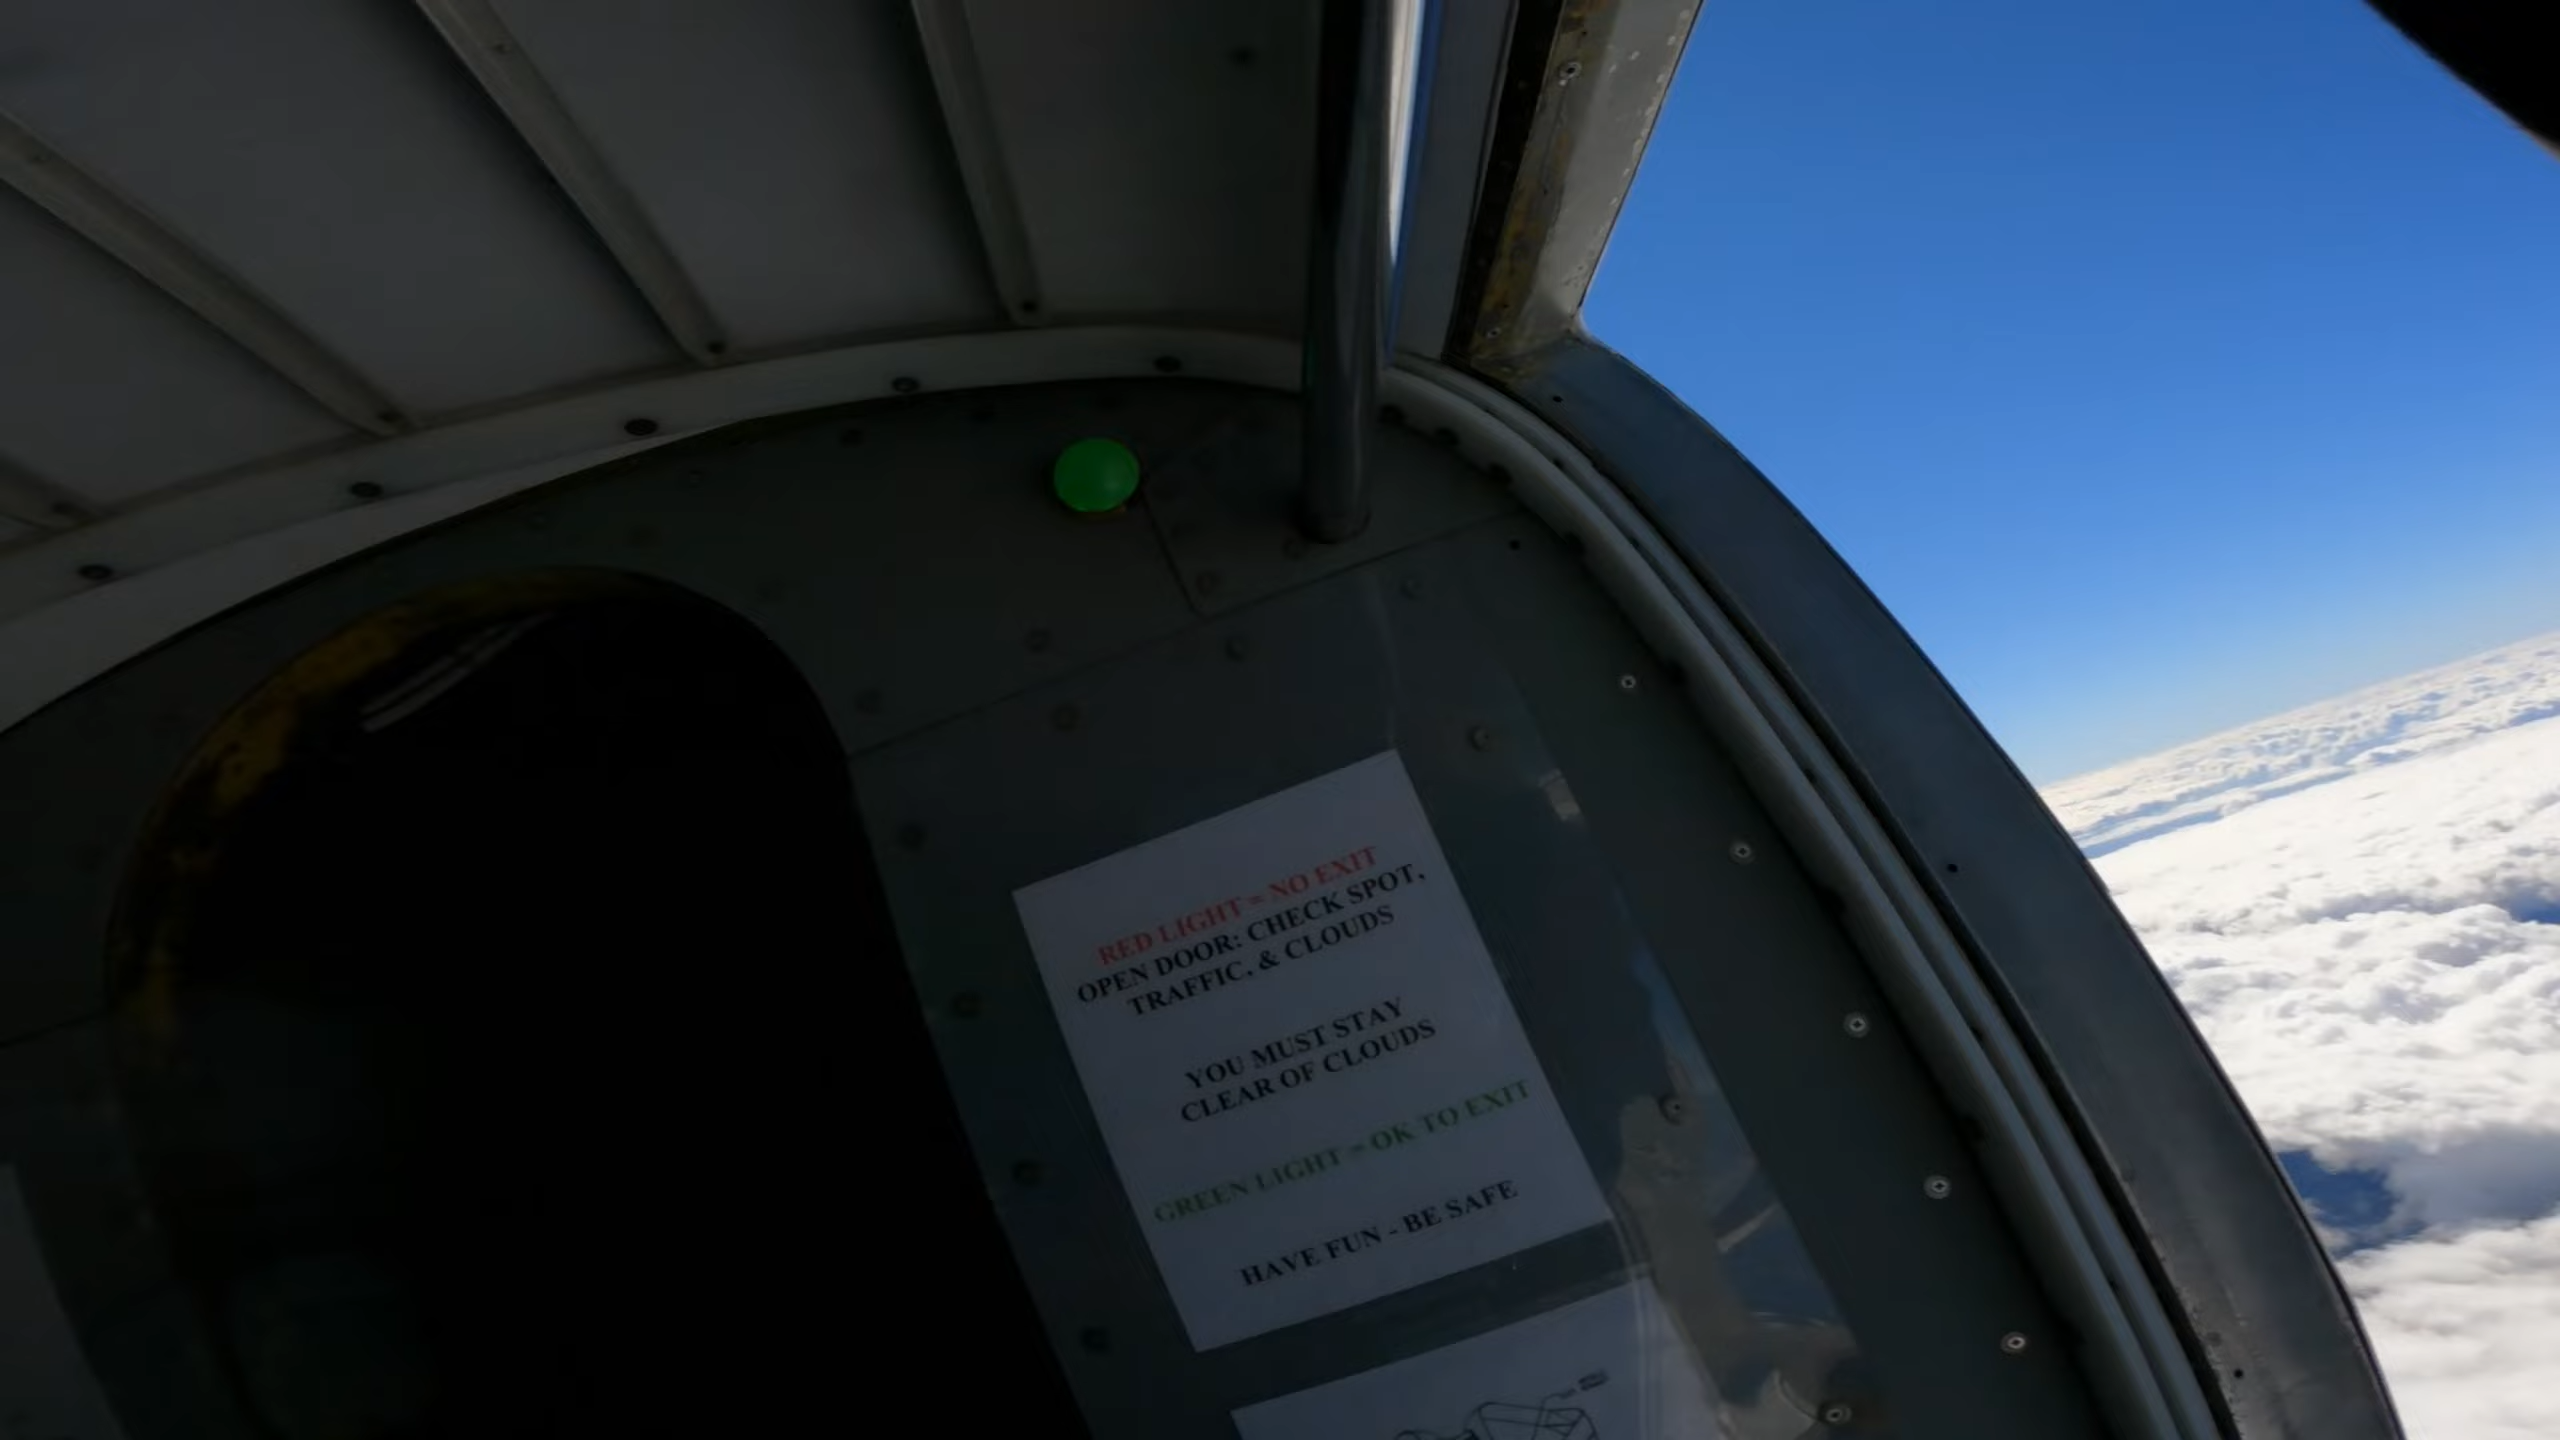 RED LIGHT = NO EXIT
OPEN DOOR: CHECK SPOT,
TRAFFIC, & CLOUDS
YOU MUST STAY
CLEAR OF CLOUDS
GREEN LIGHT = OK TO EXIT
HAVE FUN - BE SAFE